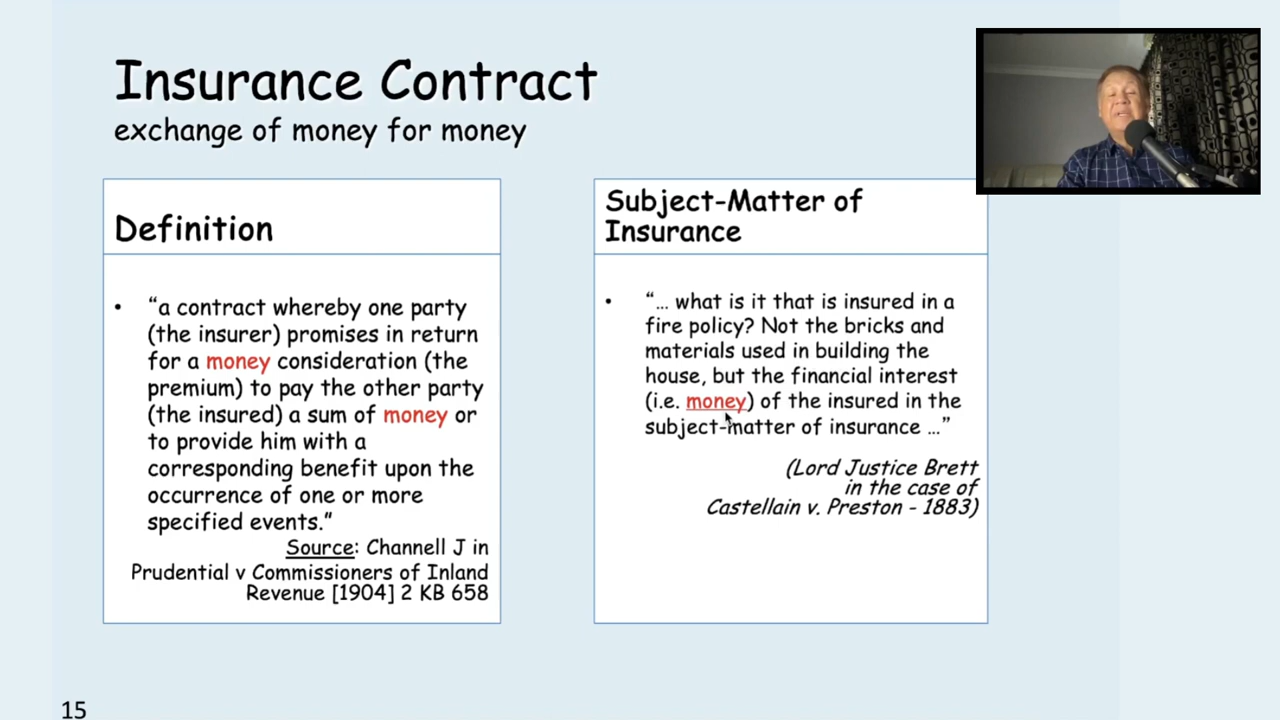 Insurance Contract
exchange of money for money
Definition
• “a contract whereby one party
(the insurer) promises in return
for a money consideration (the
premium) to pay the other party
(the insured) a sum of money or
to provide him with a
corresponding benefit upon the
occurrence of one or more
specified events.”
Source: Channell J in
Prudential v Commissioners of Inland
Revenue [1904] 2 KB 658
Subject-Matter of
Insurance
• “… what is it that is insured in a
fire policy? Not the bricks and
materials used in building the
house, but the financial interest
(i.e. money) of the insured in the
subject-matter of insurance …”
(Lord Justice Brett
in the case of
Castellain v. Preston - 1883)
15